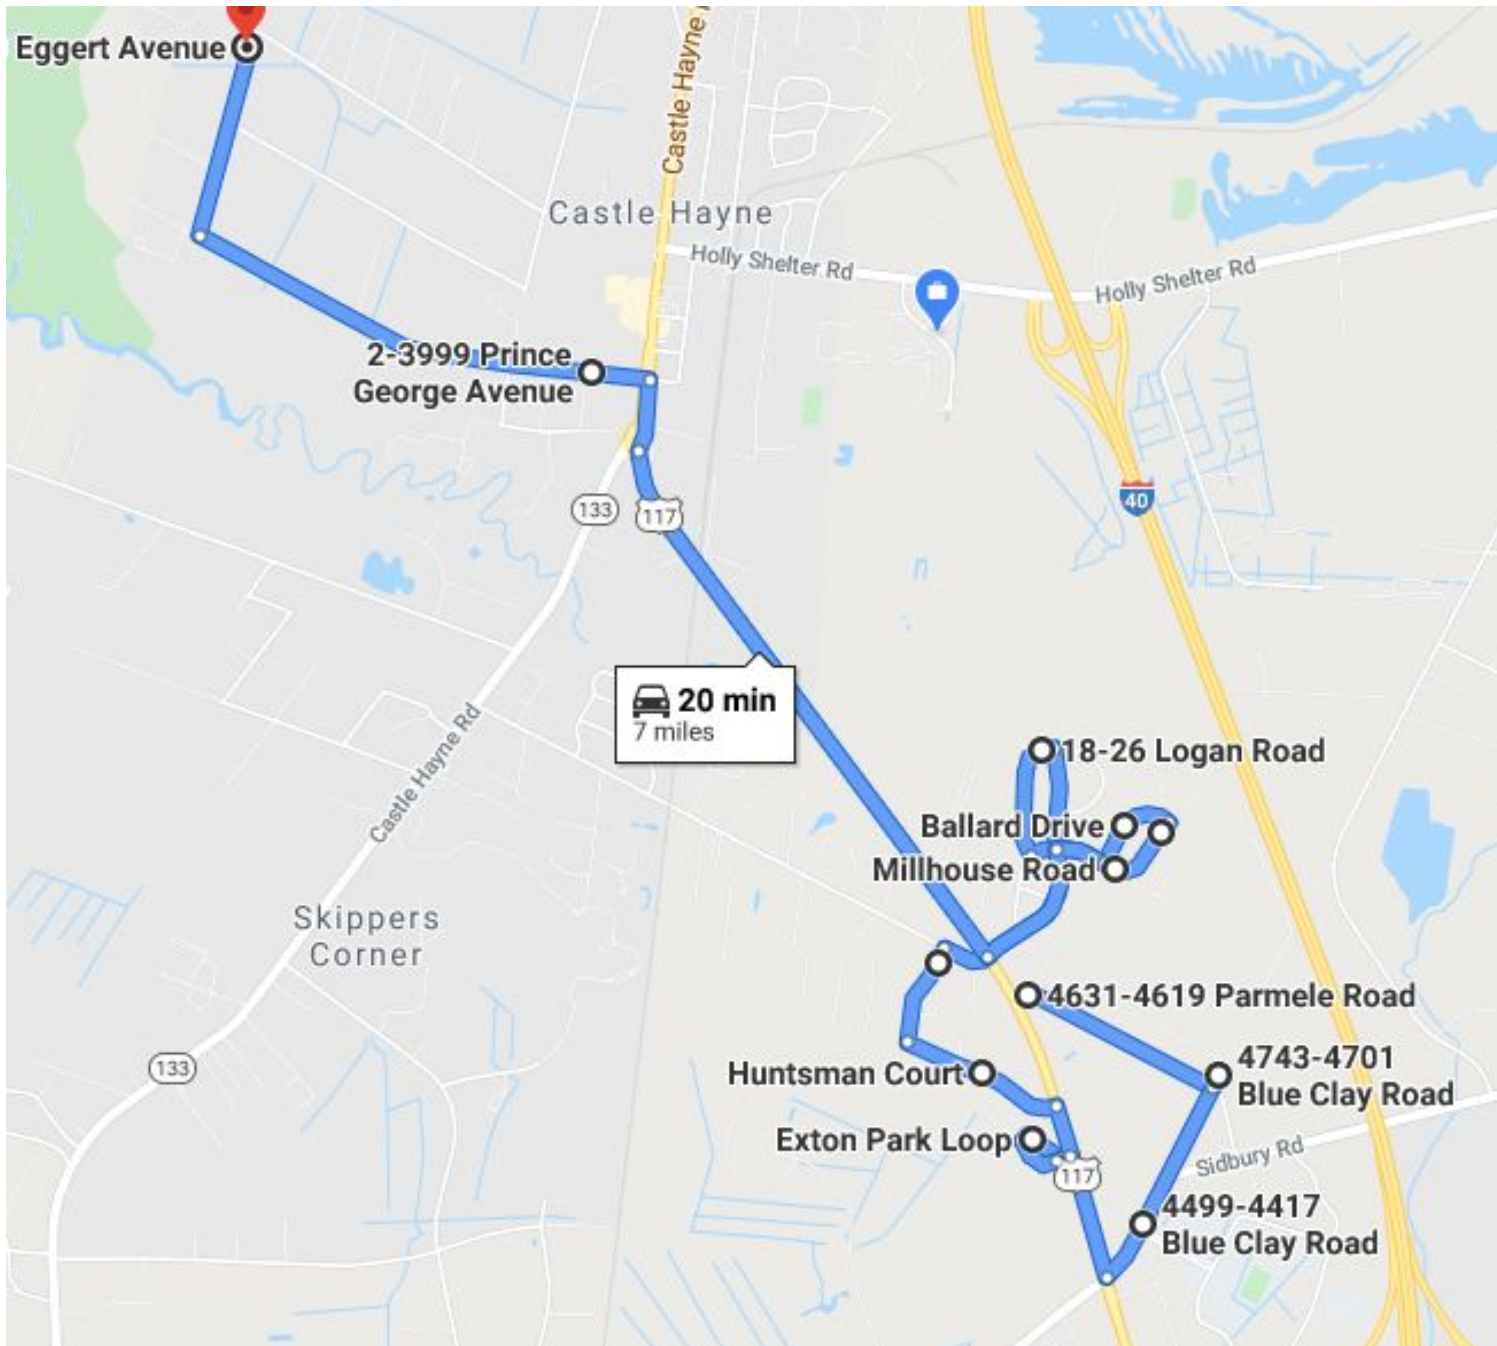 Eggert Avenue
Castle Hayne
Castle Hayne
Holly Shelter Rd
Holly Shelter Rd
2-3999 Prince
George Avenue
40
133
117
20 min
7 miles
Castle Hayne Rd
18-26 Logan Road
Ballard Drive
Millhouse Road
Skippers
Corner
4631-4619 Parmele Road
133
Huntsman Court
4743-4701
Blue Clay Road
Exton Park Loop
Sidbury Rd
117
4499-4417
Blue Clay Road